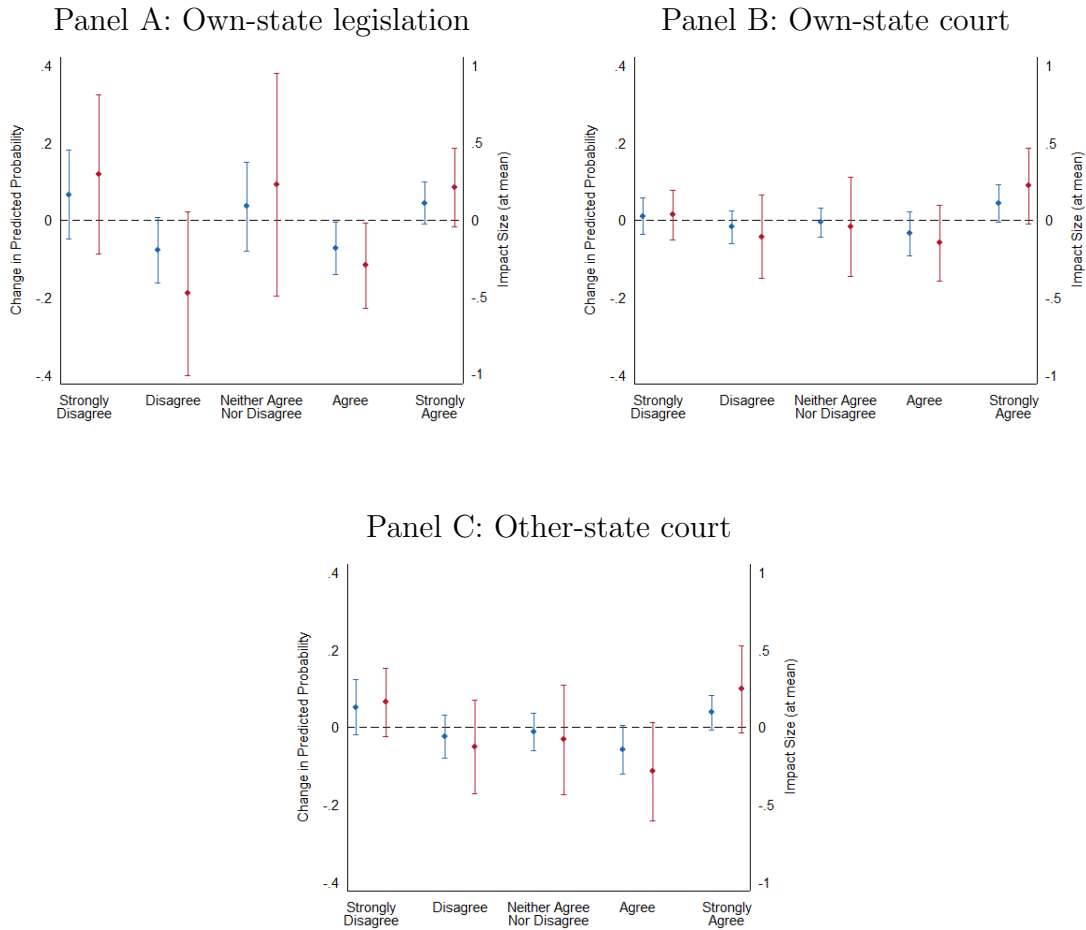 Panel A: Own-state legislation
Change in Predicted Probability
.4
.2
0
-.2
-.4
1
.5
0
-.5
-1
Impact Size (at mean)
Strongly
Disagree
Disagree
Neither Agree
Nor Disagree
Agree
Strongly
Agree
Panel B: Own-state court
Change in Predicted Probability
.4
.2
0
-.2
-.4
1
.5
0
-.5
-1
Impact Size (at mean)
Strongly
Disagree
Disagree
Neither Agree
Nor Disagree
Agree
Strongly
Agree
Panel C: Other-state court
Change in Predicted Probability
.4
.2
0
-.2
-.4
1
.5
0
-.5
-1
Impact Size (at mean)
Strongly
Disagree
Disagree
Neither Agree
Nor Disagree
Agree
Strongly
Agree